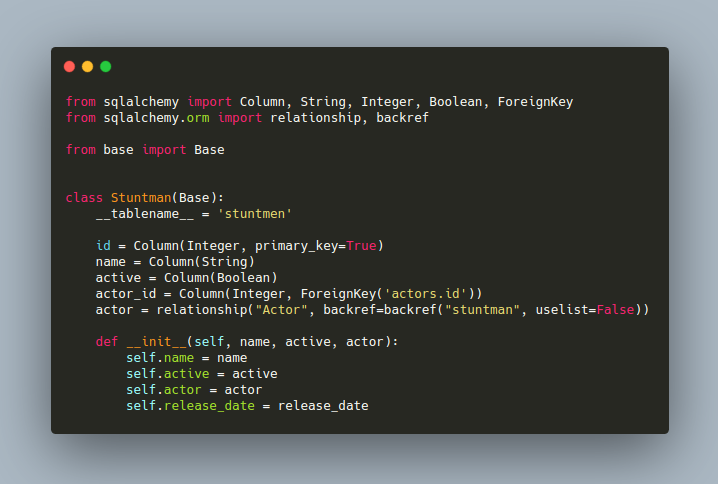 from sqlalchemy import Column, String, Integer, Boolean, ForeignKey
from sqlalchemy.orm import relationship, backref

from base import Base


class Stuntman(Base):
    __tablename__ = 'stuntmen'

    id = Column(Integer, primary_key=True)
    name = Column(String)
    active = Column(Boolean)
    actor_id = Column(Integer, ForeignKey('actors.id'))
    actor = relationship("Actor", backref=backref("stuntman", uselist=False))

    def __init__(self, name, active, actor):
        self.name = name
        self.active = active
        self.actor = actor
        self.release_date = release_date